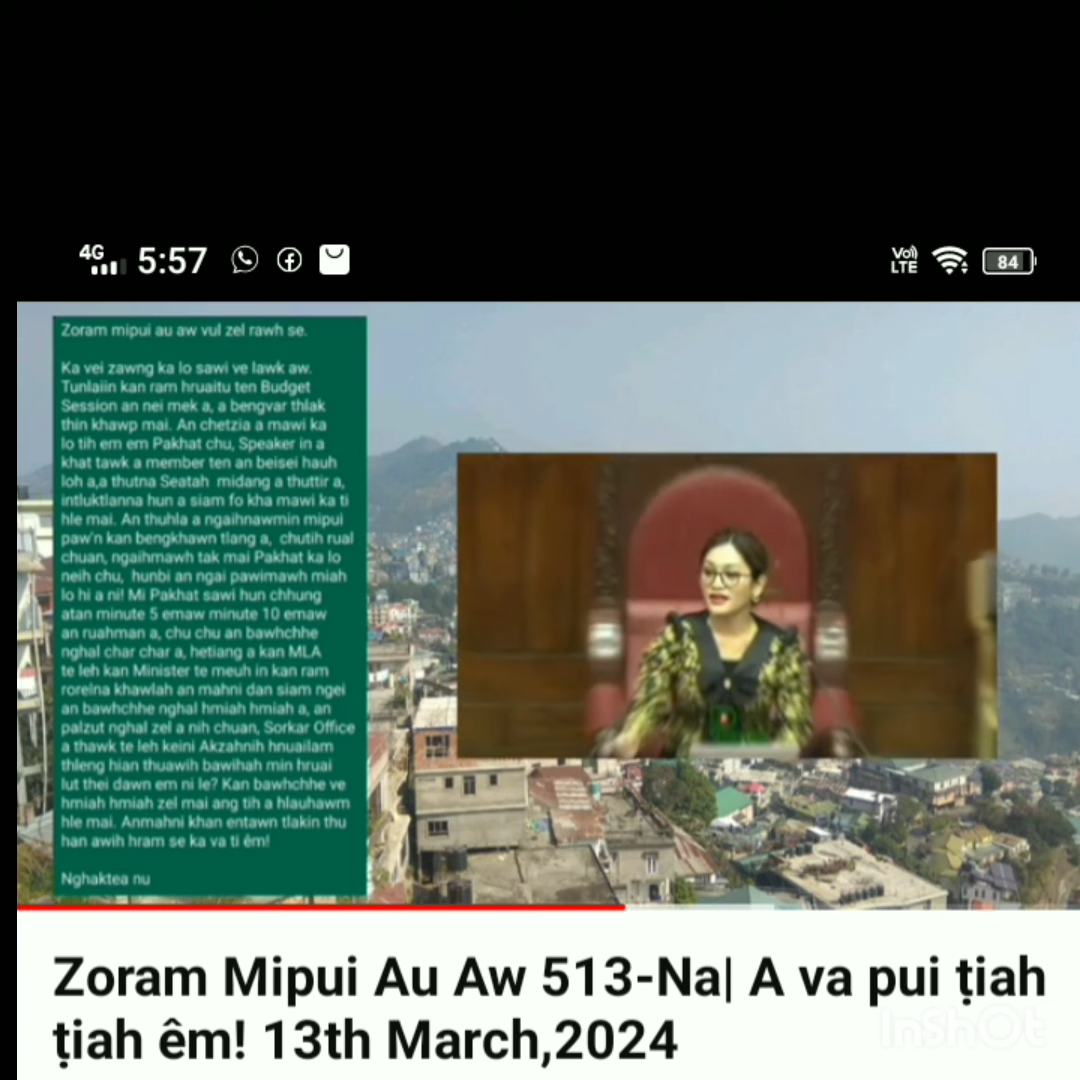 4G 5:57 Vo)) LTE 84
Zoram mipui au aw vul zel rawh se.
Ka vei zawng ka lo sawi ve lawk aw.
Tunlaiin kan ram hruaitu ten Budget
Session an nei mek a, a bengvar thlak
thin khawp mai. An chetzia a mawi ka
lo tih em em Pakhat chu, Speaker in a
khat tawk a member ten an beisei hauh
loh a,a thutna Seatah midang a thuttir a,
intluktlanna hun a siam fo kha mawi ka ti
hle mai. An thuhla a ngaihnawmin mipui
paw'n kan bengkhawn tlang a, chutih rual
chuan, ngaihmawh tak mai Pakhat ka lo
neih chu, hunbi an ngai pawimawh miah
lo hi a ni! Mi Pakhat sawi hun chhung
atan minute 5 emaw minute 10 emaw
an ruahman a, chu chu an bawhchhe
nghal char char a, hetiang a kan MLA
te leh kan Minister te meuh in kan ram
rorelna khawlah an mahni dan siam ngei
an bawhchhe nghal hmiah hmiah a, an
palzut nghal zel a nih chuan, Sorkar Office
a thawk te leh keini Akzahnih hnuailam
thleng hian thuawih bawihah min hruai
lut thei dawn em ni le? Kan bawhchhe ve
hmiah hmiah zel mai ang tih a hlauhawm
hle mai. Anmahni khan entawn tlakin thu
han awih hram se ka va ti êm!
Nghaktea nu
Zoram Mipui Au Aw 513-Na| A va pui ṭiah
ṭiah êm! 13th March,2024
InShOt